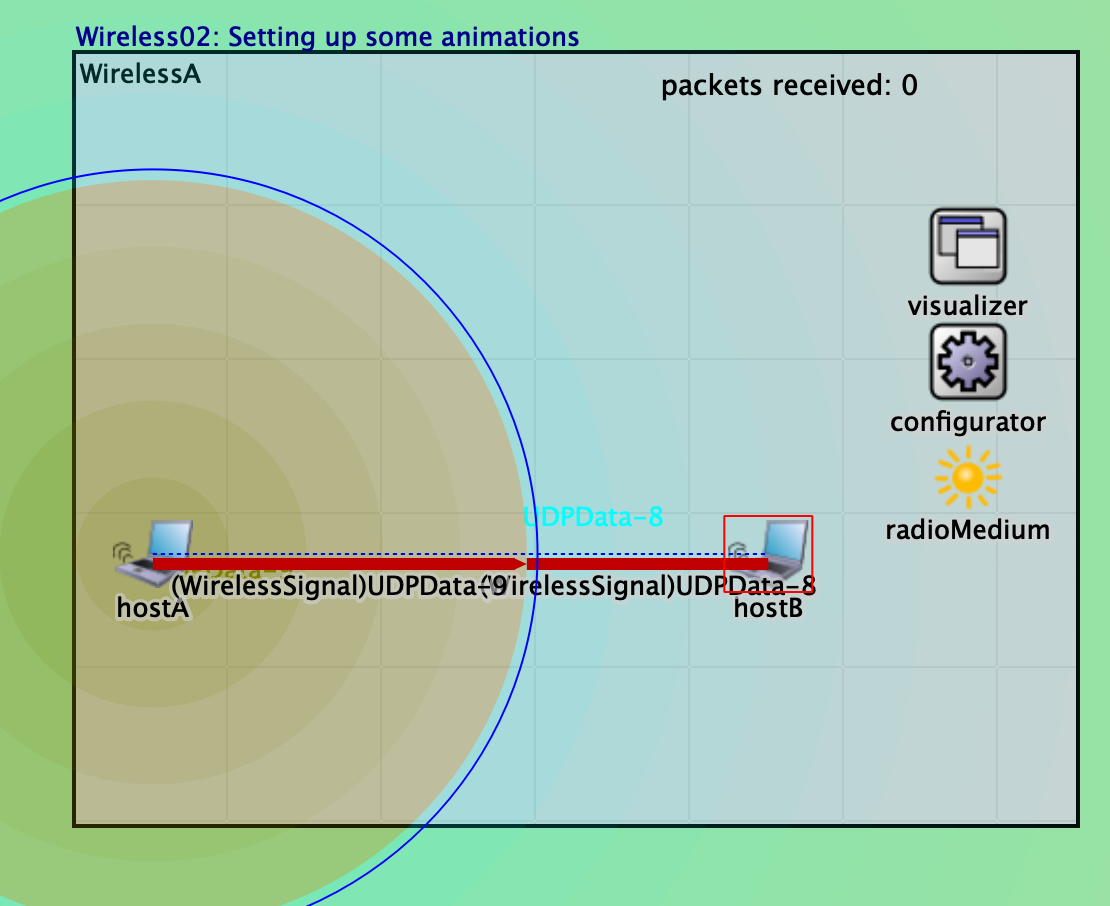 Wireless02: Setting up some animations
WirelessA
packets received: 0
visualizer
configurator
radioMedium
UDPData-8
(WirelessSignal)UDPData-9
(WirelessSignal)UDPData-8
hostA
hostB